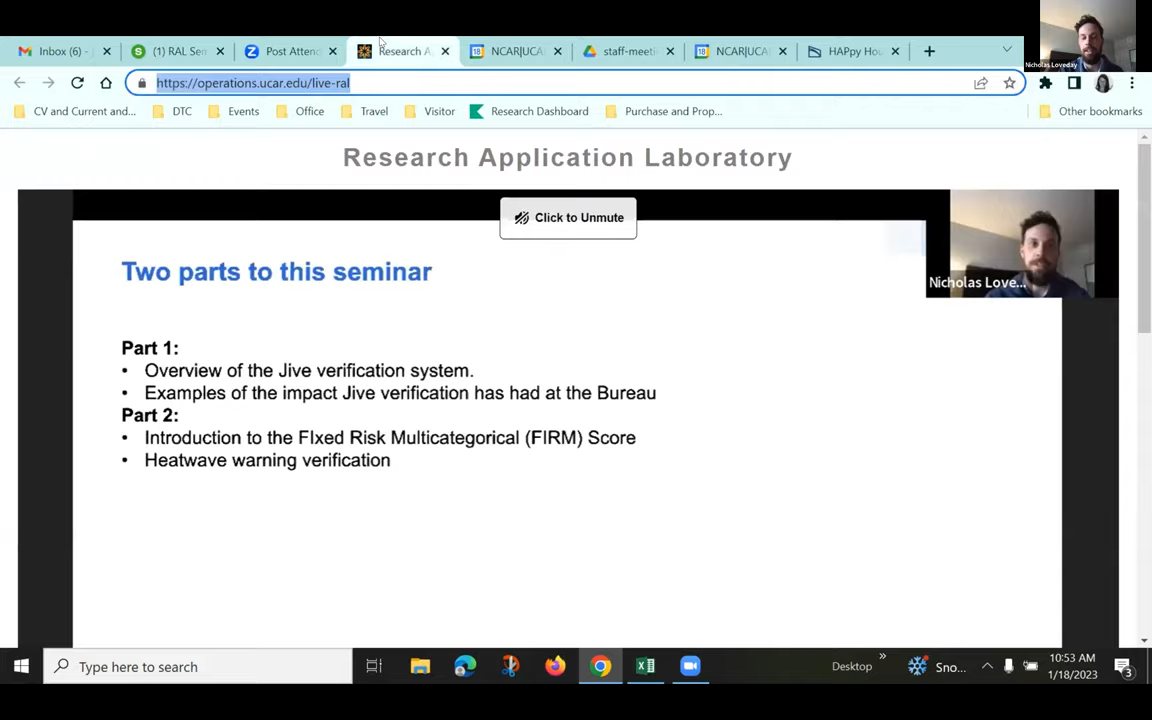 Inbox (6) -
(1) RAL Sem
Post Attend
Research A
NCAR|UCA
staff-meeti
NCAR|UCA
HAPpy Hou
Nicholas Loveday
https://operations.ucar.edu/live-ral
CV and Current and...
DTC
Events
Office
Travel
Visitor
Research Dashboard
Purchase and Prop...
Other bookmarks
Research Application Laboratory
Click to Unmute
Two parts to this seminar
Nicholas Love...
Part 1:
• Overview of the Jive verification system.
• Examples of the impact Jive verification has had at the Bureau
Part 2:
• Introduction to the FIxed Risk Multicategorical (FIRM) Score
• Heatwave warning verification
Type here to search
Desktop
Sno...
10:53 AM
1/18/2023
3